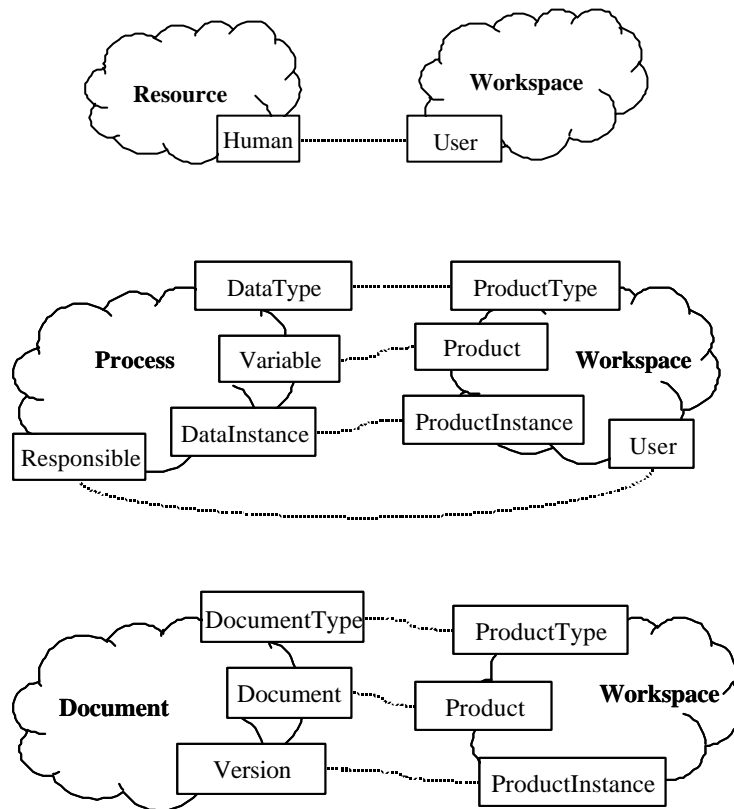 Resource
Workspace
Human
User
DataType
ProductType
Process
Variable
Product
Workspace
DataInstance
ProductInstance
Responsible
User
DocumentType
ProductType
Document
Document
Product
Workspace
Version
ProductInstance